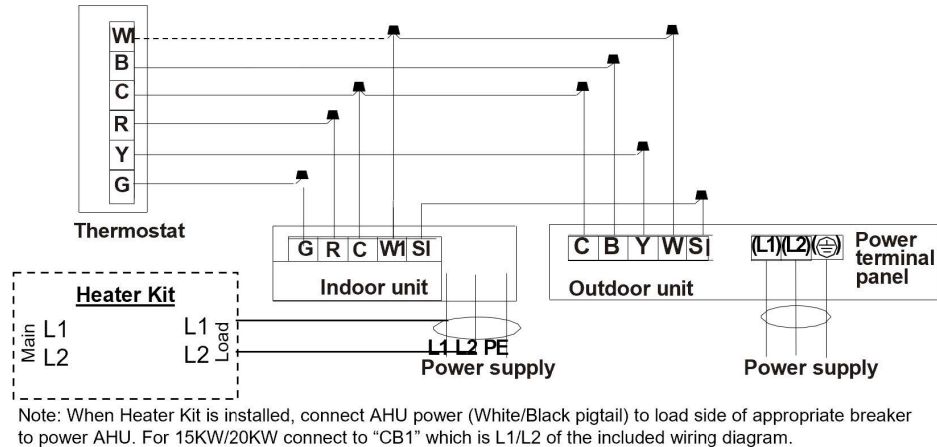 W1
B
C
R
Y
G
Thermostat
G R C W1 S1
Indoor unit
C B Y W S1
Outdoor unit
(L1)(L2)(⏚)
Power
terminal
panel
Heater Kit
Main
L1
L2
L1
L2
Load
L1 L2 PE
Power supply
Power supply
Note: When Heater Kit is installed, connect AHU power (White/Black pigtail) to load side of appropriate breaker
to power AHU. For 15KW/20KW connect to “CB1” which is L1/L2 of the included wiring diagram.